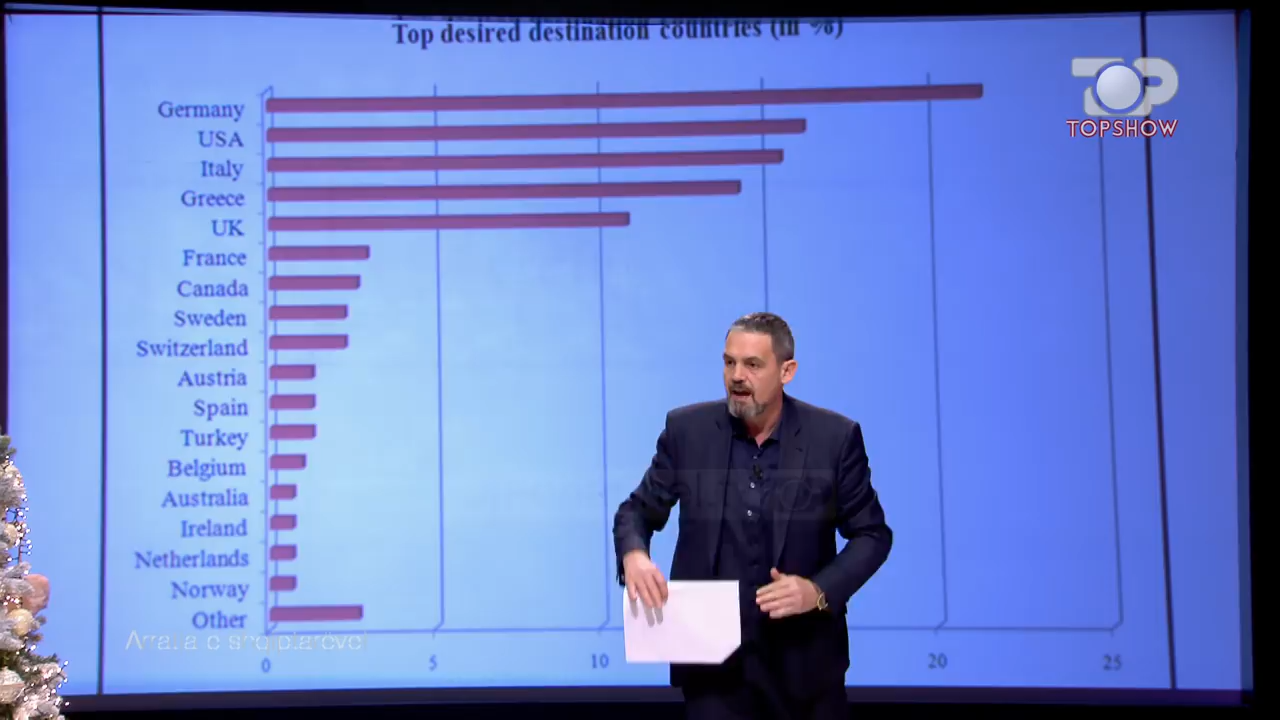 Top desired destination countries (in %)
TOP
TOPSHOW
Germany
USA
Italy
Greece
UK
France
Canada
Sweden
Switzerland
Austria
Spain
Turkey
Belgium
Australia
Ireland
Netherlands
Norway
Other
0 5 10 20 25